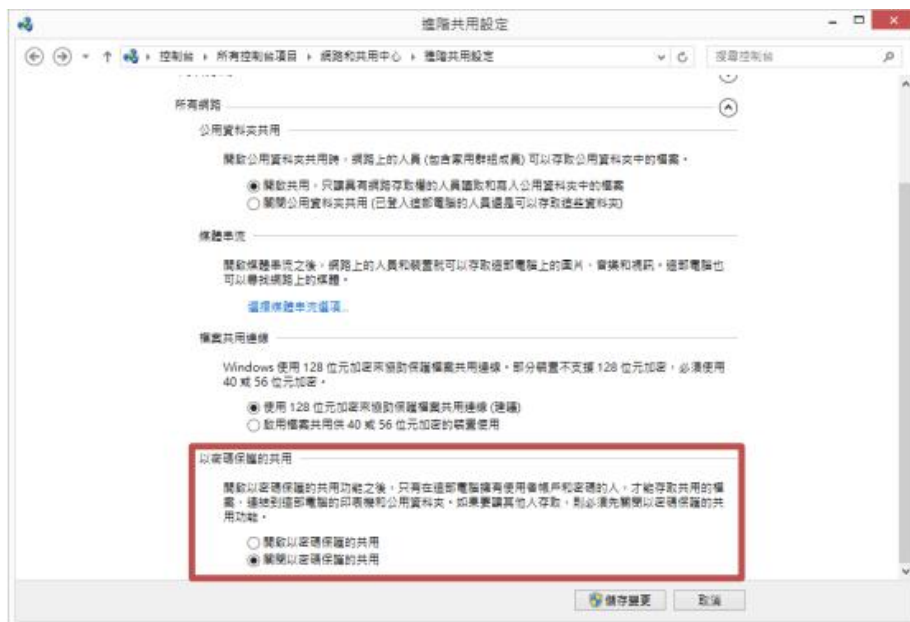 進階共用設定
控制台 所有控制台項目 網路和共用中心 進階共用設定 搜尋控制台
所有網路
公用資料夾共用
開啟公用資料夾共用時，網路上的人員 (包含家用群組成員) 可以存取公用資料夾中的檔案。
開啟共用，只讓具有網路存取權的人員讀取和寫入公用資料夾中的檔案
關閉公用資料夾共用 (已登入這部電腦的人員還是可以存取這些資料夾)
媒體串流
開啟媒體串流之後，網路上的人員和裝置就可以存取這部電腦上的圖片、音樂和視訊。這部電腦也
可以尋找網路上的媒體。
選擇媒體串流選項...
檔案共用連線
Windows 使用 128 位元加密來協助保護檔案共用連線。部分裝置不支援 128 位元加密，必須使用
40 或 56 位元加密。
使用 128 位元加密來協助保護檔案共用連線 (建議)
啟用檔案共用供 40 或 56 位元加密的裝置使用
以密碼保護的共用
開啟以密碼保護的共用功能之後，只有在這部電腦擁有使用者帳戶和密碼的人，才能存取共用的檔
案、連結到這部電腦的印表機和公用資料夾。如果要讓其他人存取，則必須先關閉以密碼保護的共
用功能。
開啟以密碼保護的共用
關閉以密碼保護的共用
儲存變更 取消